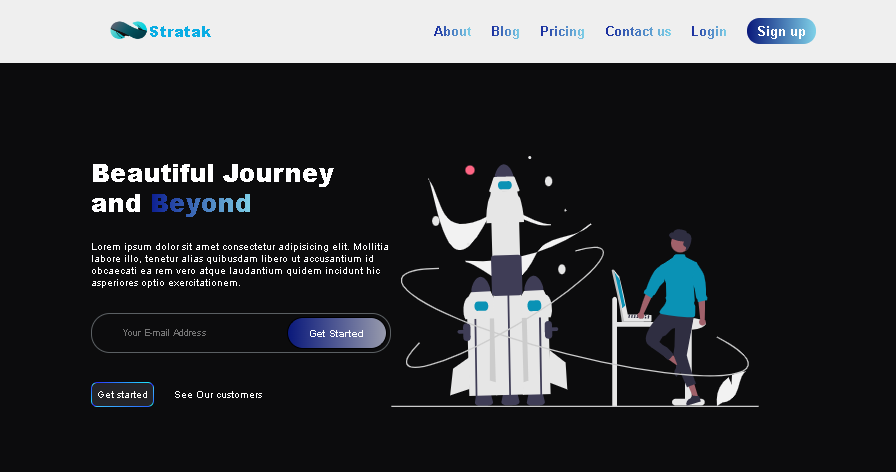 Stratak
About Blog Pricing Contact us Login Sign up
Beautiful Journey
and Beyond
Lorem ipsum dolor sit amet consectetur adipisicing elit. Mollitia
labore illo, tenetur alias quibusdam libero ut accusantium id
obcaecati ea rem vero atque laudantium quidem incidunt hic
asperiores optio exercitationem.
Your E-mail Address Get Started
Get started See Our customers